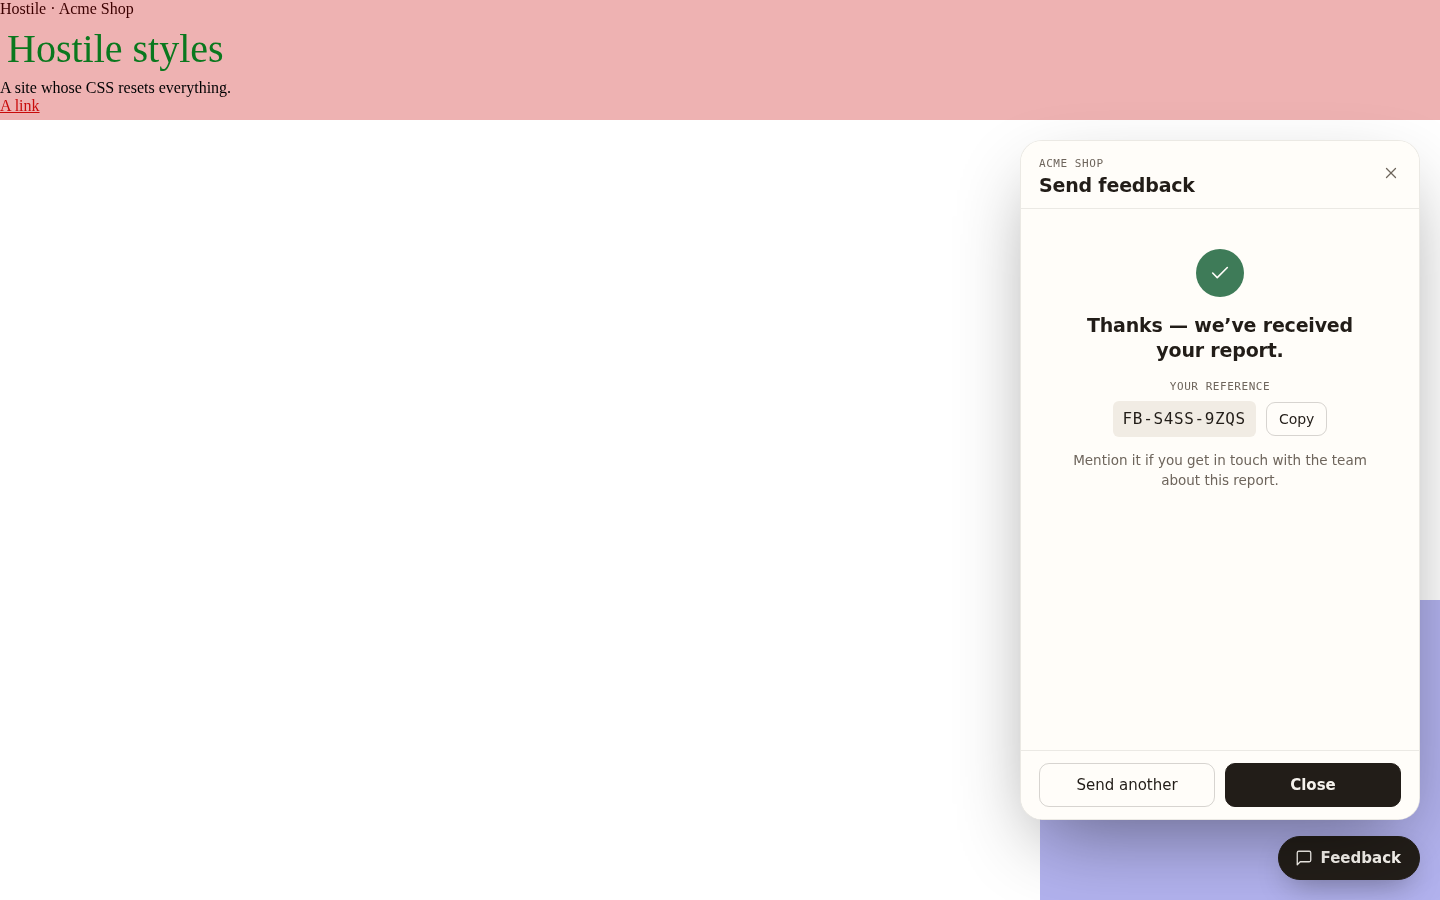 Hostile · Acme Shop
Hostile styles
A site whose CSS resets everything.
A link
ACME SHOP
Send feedback
Thanks — we’ve received
your report.
YOUR REFERENCE
FB-S4SS-9ZQS
Copy
Mention it if you get in touch with the team
about this report.
Send another
Close
Feedback